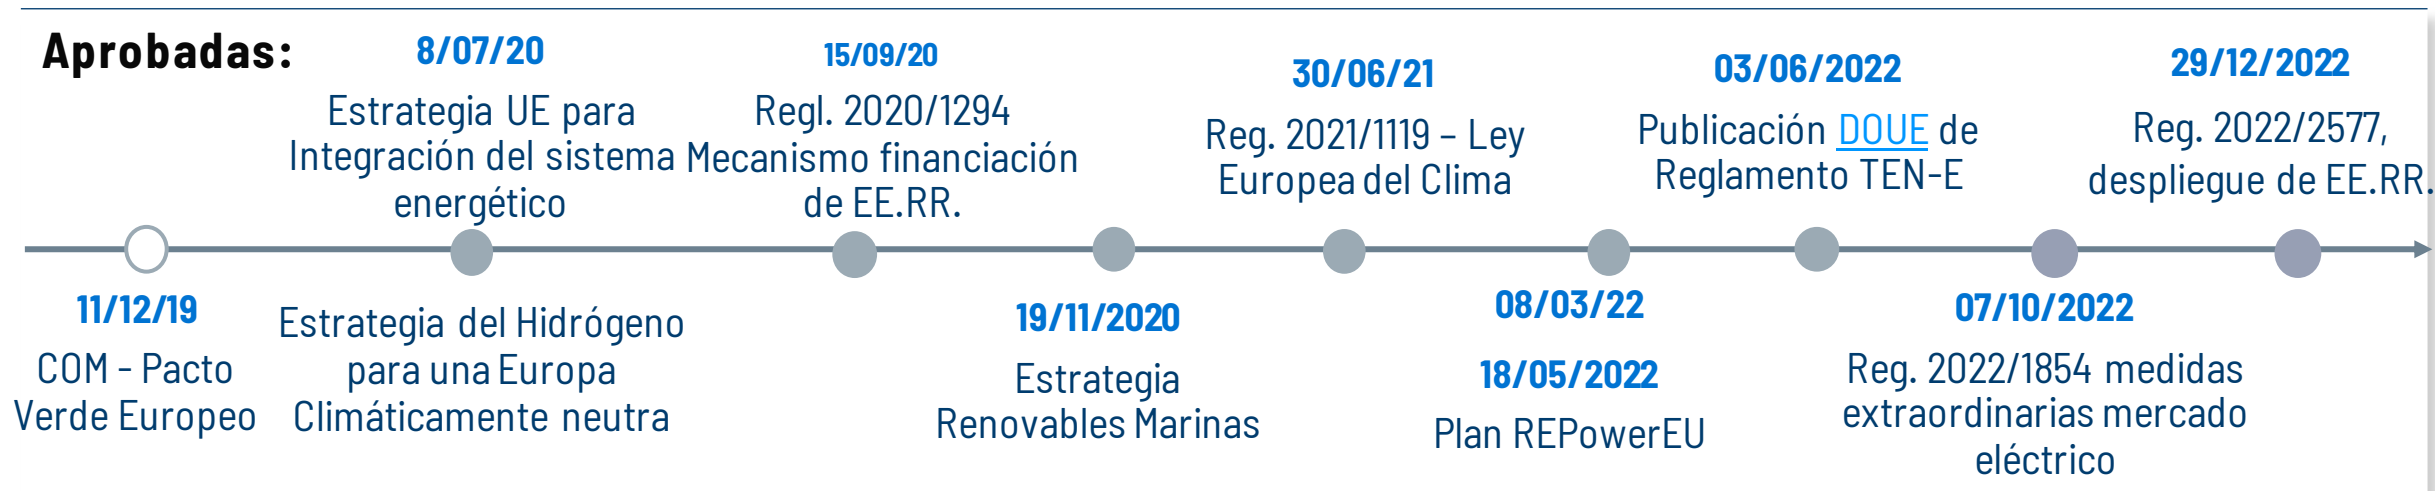 Aprobadas:
8/07/20
Estrategia UE para
Integración del sistema
energético
15/09/20
Regl. 2020/1294
Mecanismo financiación
de EE.RR.
30/06/21
Reg. 2021/1119 – Ley
Europea del Clima
03/06/2022
Publicación DOUE de
Reglamento TEN-E
29/12/2022
Reg. 2022/2577,
despliegue de EE.RR.
11/12/19
COM - Pacto
Verde Europeo
Estrategia del Hidrógeno
para una Europa
Climáticamente neutra
19/11/2020
Estrategia
Renovables Marinas
08/03/22
18/05/2022
Plan REPowerEU
07/10/2022
Reg. 2022/1854 medidas
extraordinarias mercado
eléctrico